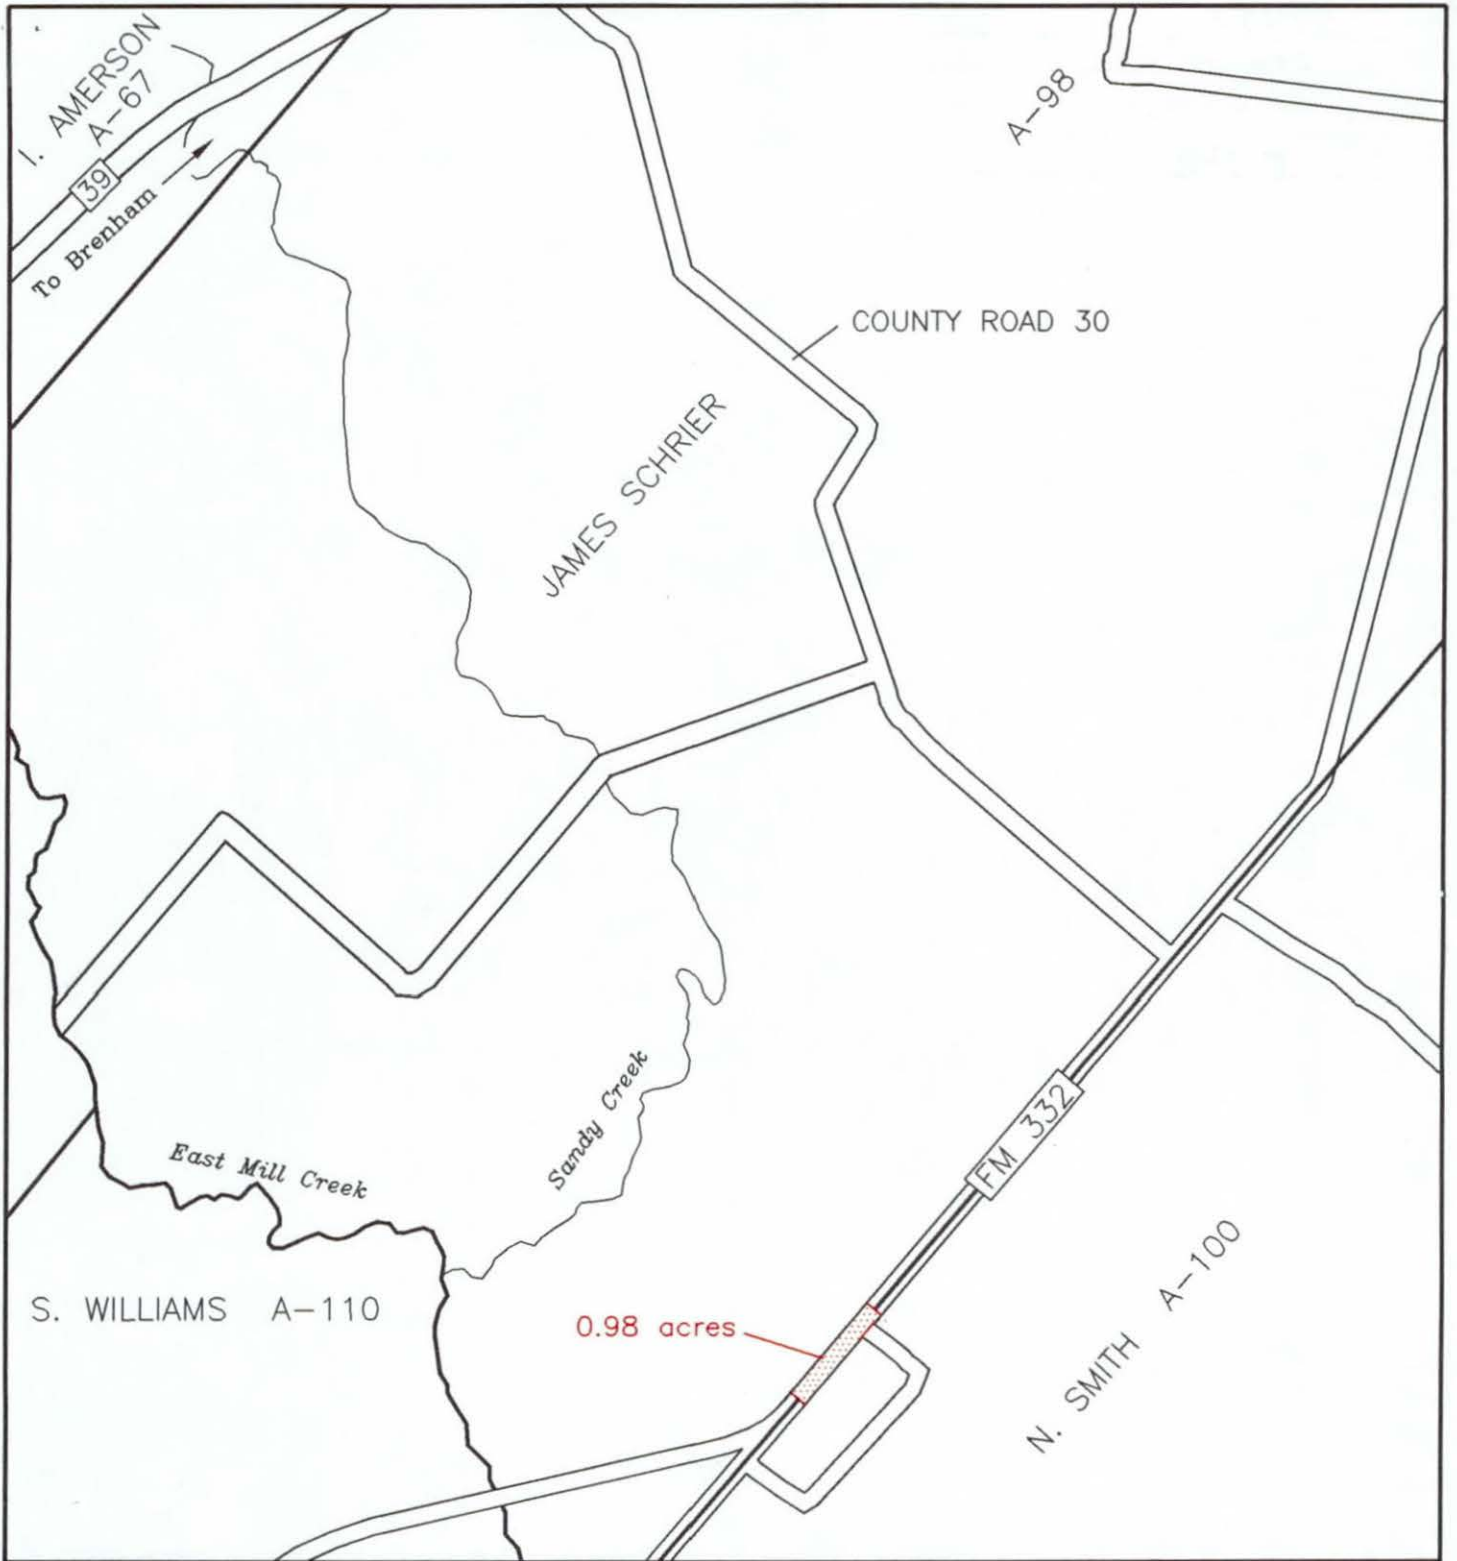 I. AMERSON
A-67
39
To Brenham
A-98
COUNTY ROAD 30
JAMES SCHRIER
Sandy Creek
East Mill Creek
FM 332
S. WILLIAMS A-110
0.98 acres
N. SMITH A-100